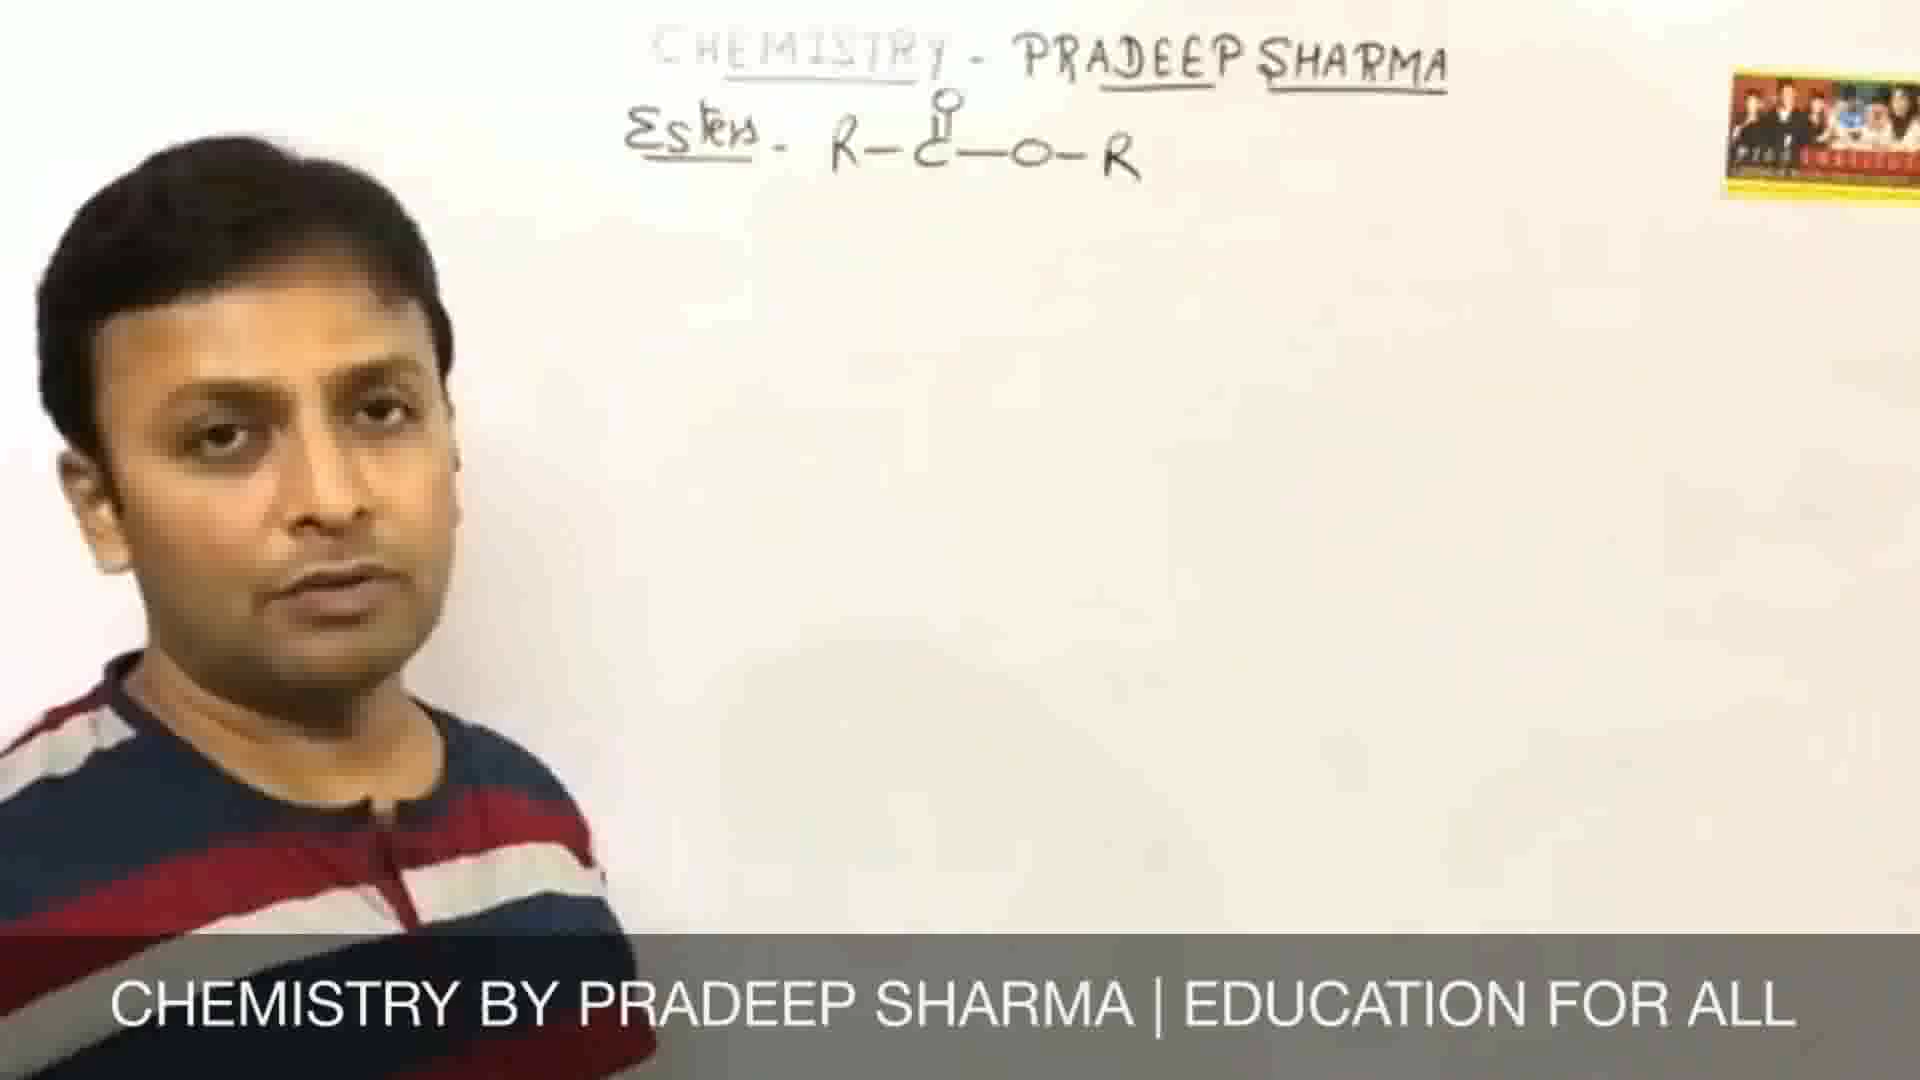 CHEMISTRY - PRADEEP SHARMA
Esters - R-C-O-R
O
CHEMISTRY BY PRADEEP SHARMA | EDUCATION FOR ALL